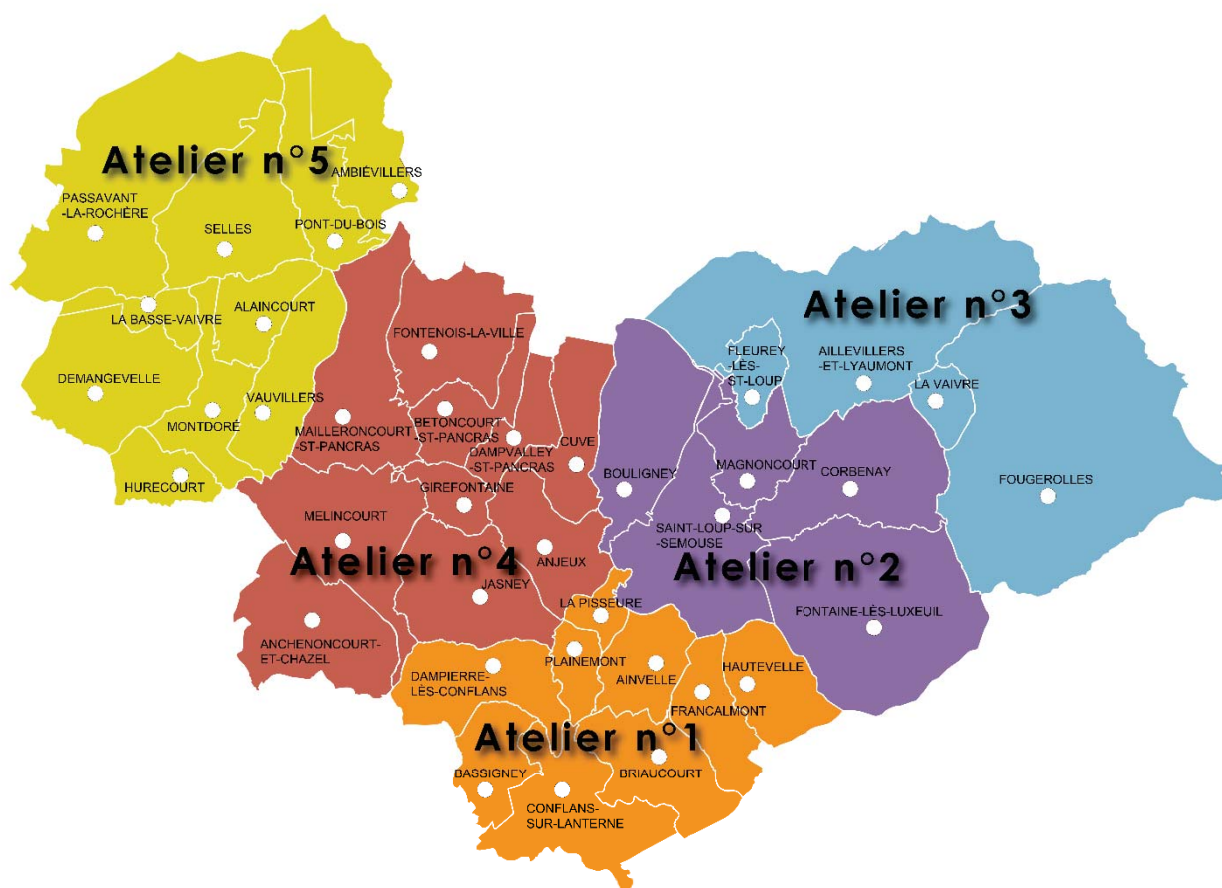 Atelier n°5
AMBIÉVILLERS
PASSAVANT
-LA-ROCHÈRE
SELLES
PONT-DU-BOIS
LA BASSE-VAIVRE
ALAINCOURT
DEMANGEVELLE
VAUVILLERS
MONTDORÉ
HURECOURT
Atelier n°3
FLEUREY
-LÈS-
ST-LOUP
AILLEVILLERS
-ET-LYAUMONT
LA VAIVRE
FOUGEROLLES
FONTENOIS-LA-VILLE
MAILLERONCOURT
-ST-PANCRAS
BETONCOURT
-ST-PANCRAS
DAMPVALLEY
-ST-PANCRAS
CUVE
GIREFONTAINE
MELINCOURT
Atelier n°4
ANJEUX
JASNEY
ANCHENONCOURT-
ET-CHAZEL
BOULIGNEY
MAGNONCOURT
CORBENAY
SAINT-LOUP-SUR
-SEMOUSE
Atelier n°2
FONTAINE-LÈS-LUXEUIL
LA PISSEURE
PLAINEMONT
DAMPIERRE-
LÈS-CONFLANS
AINVELLE
HAUTEVELLE
FRANCALMONT
Atelier n°1
BASSIGNEY
BRIAUCOURT
CONFLANS-
SUR-LANTERNE